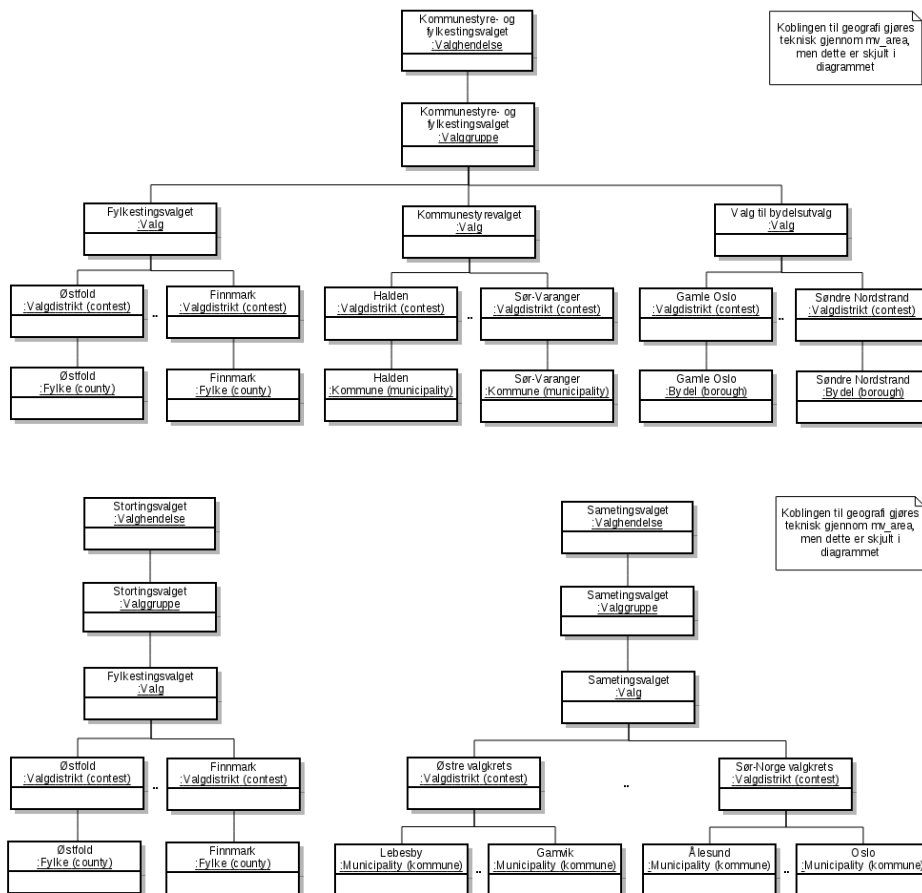 Kommunestyre- og
fylkestingsvalget
:Valghendelse
Koblingen til geografi gjøres
teknisk gjennom mv_area,
men dette er skjult i
diagrammet
Kommunestyre- og
fylkestingsvalget
:Valggruppe
Fylkestingsvalget
:Valg
Kommunestyrevalget
:Valg
Valg til bydelsutvalg
:Valg
Østfold
:Valgdistrikt (contest)
..
Finnmark
:Valgdistrikt (contest)
Halden
:Valgdistrikt (contest)
..
Sør-Varanger
:Valgdistrikt (contest)
Gamle Oslo
:Valgdistrikt (contest)
..
Søndre Nordstrand
:Valgdistrikt (contest)
Østfold
:Fylke (county)
Finnmark
:Fylke (county)
Halden
:Kommune (municipality)
Sør-Varanger
:Kommune (municipality)
Gamle Oslo
:Bydel (borough)
Søndre Nordstrand
:Bydel (borough)
Stortingsvalget
:Valghendelse
Sametingsvalget
:Valghendelse
Koblingen til geografi gjøres
teknisk gjennom mv_area,
men dette er skjult i
diagrammet
Stortingsvalget
:Valggruppe
Sametingsvalget
:Valggruppe
Fylkestingsvalget
:Valg
Sametingsvalget
:Valg
Østfold
:Valgdistrikt (contest)
..
Finnmark
:Valgdistrikt (contest)
Østre valgkrets
:Valgdistrikt (contest)
..
Sør-Norge valgkrets
:Valgdistrikt (contest)
Østfold
:Fylke (county)
Finnmark
:Fylke (county)
Lebesby
:Municipality (kommune)
..
Gamvik
:Municipality (kommune)
Ålesund
:Municipality (kommune)
..
Oslo
:Municipality (kommune)